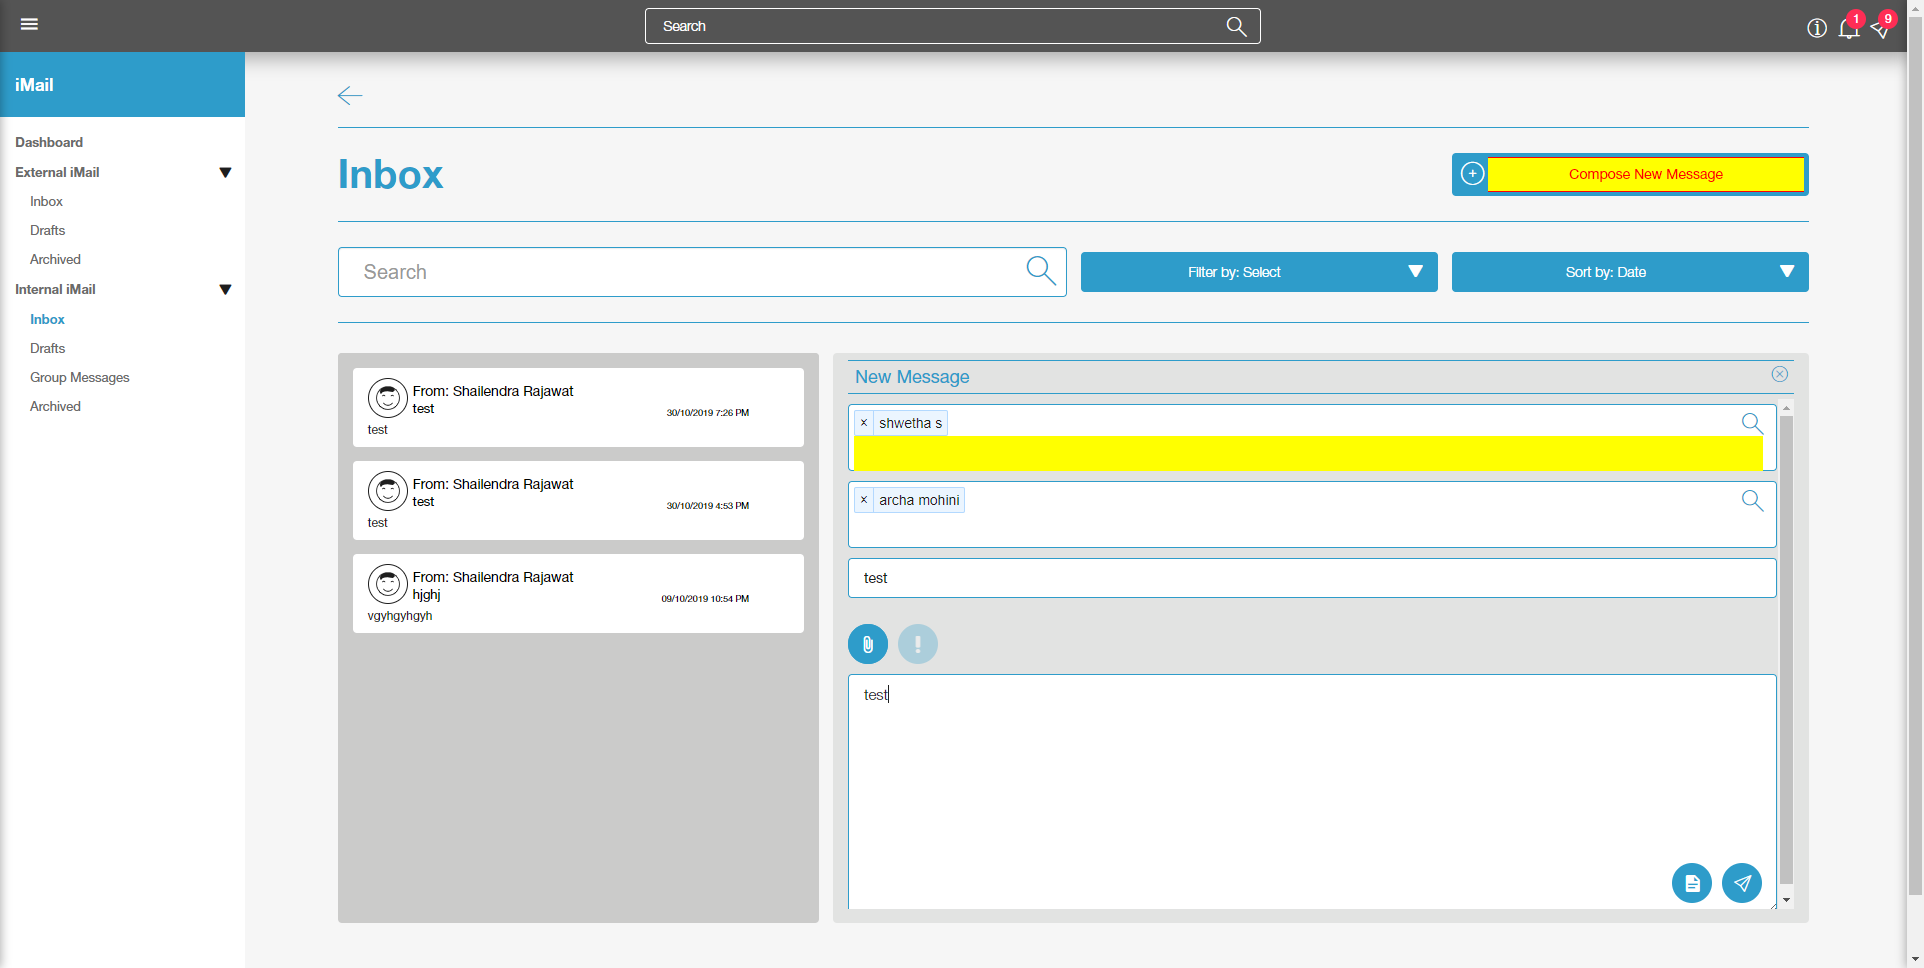 Search
1
9
iMail
Dashboard
External iMail
Inbox
Drafts
Archived
Internal iMail
Inbox
Drafts
Group Messages
Archived
Inbox
Compose New Message
Search
Filter by: Select
Sort by: Date
From: Shailendra Rajawat
test
30/10/2019 7:26 PM
test
From: Shailendra Rajawat
test
30/10/2019 4:53 PM
test
From: Shailendra Rajawat
hjghj
09/10/2019 10:54 PM
vgyhgyhgyh
New Message
× shwetha s
× archa mohini
test
test